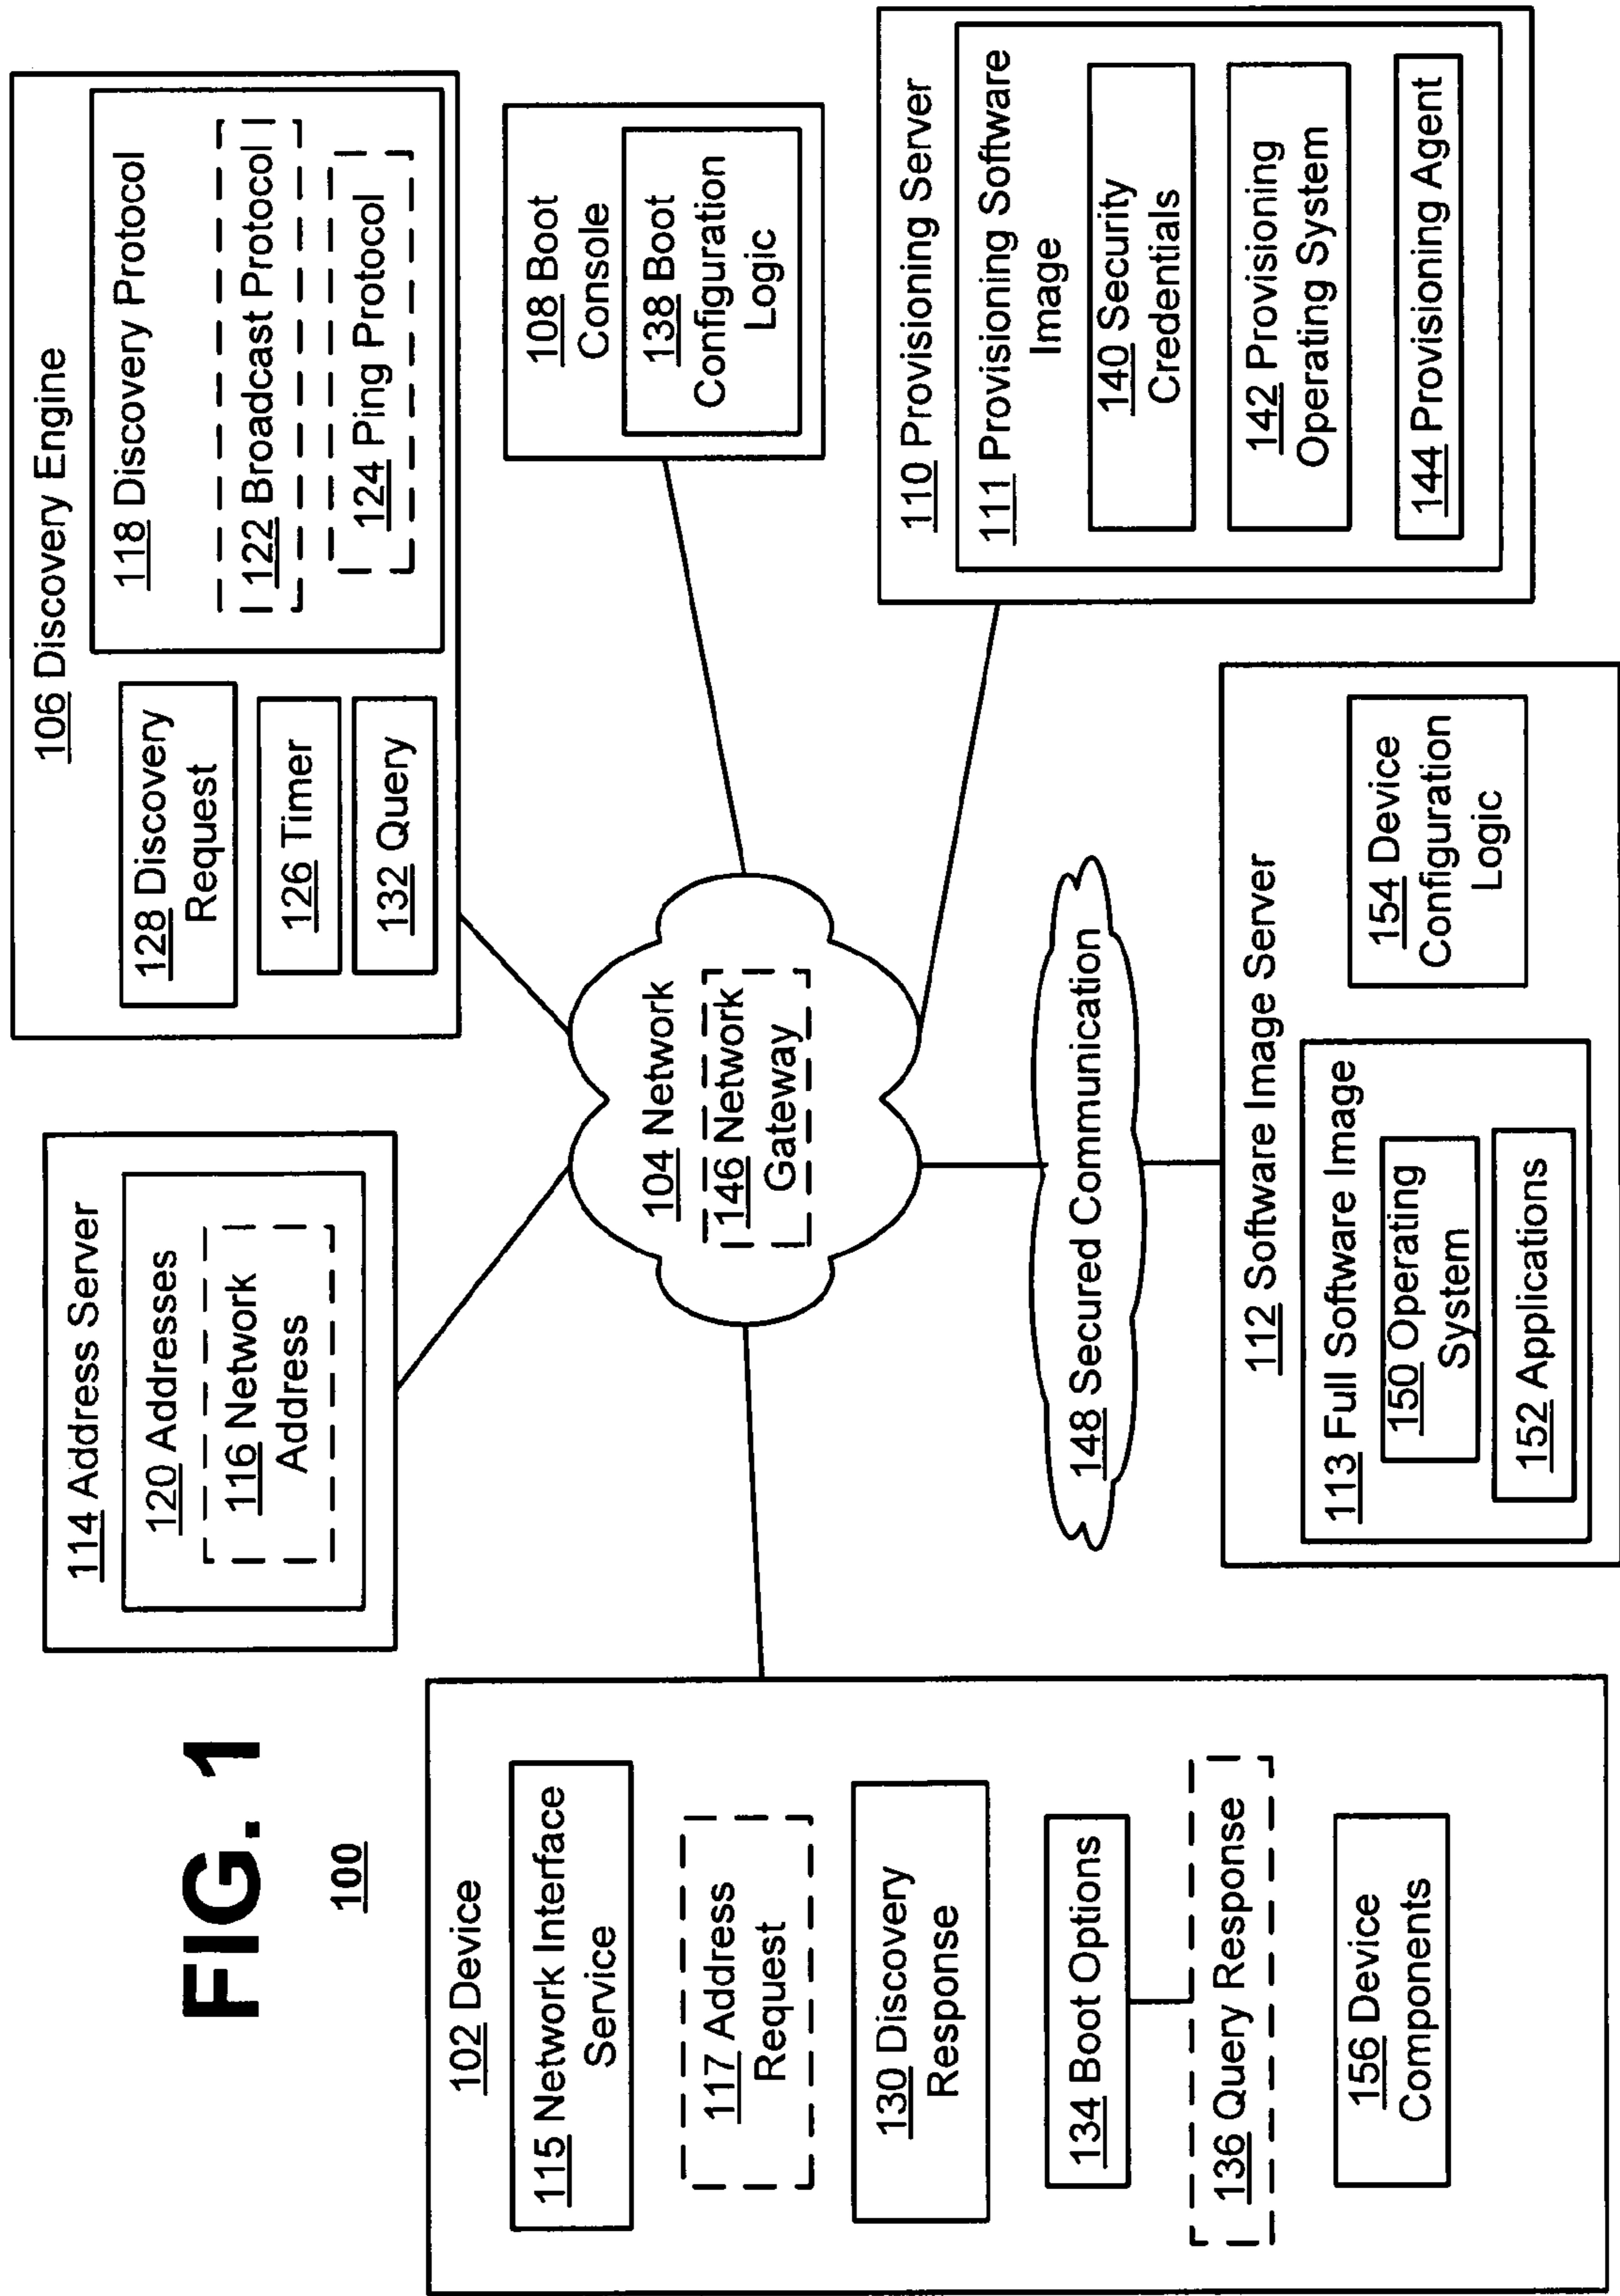 FIG. 1
100
102 Device
115 Network Interface
Service
117 Address
Request
130 Discovery
Response
134 Boot Options
136 Query Response
156 Device
Components
114 Address Server
120 Addresses
116 Network
Address
106 Discovery Engine
128 Discovery
Request
126 Timer
132 Query
118 Discovery Protocol
122 Broadcast Protocol
124 Ping Protocol
104 Network
146 Network
Gateway
108 Boot
Console
138 Boot
Configuration
Logic
148 Secured Communication
112 Software Image Server
113 Full Software Image
150 Operating
System
152 Applications
154 Device
Configuration
Logic
110 Provisioning Server
111 Provisioning Software
Image
140 Security
Credentials
142 Provisioning
Operating System
144 Provisioning Agent